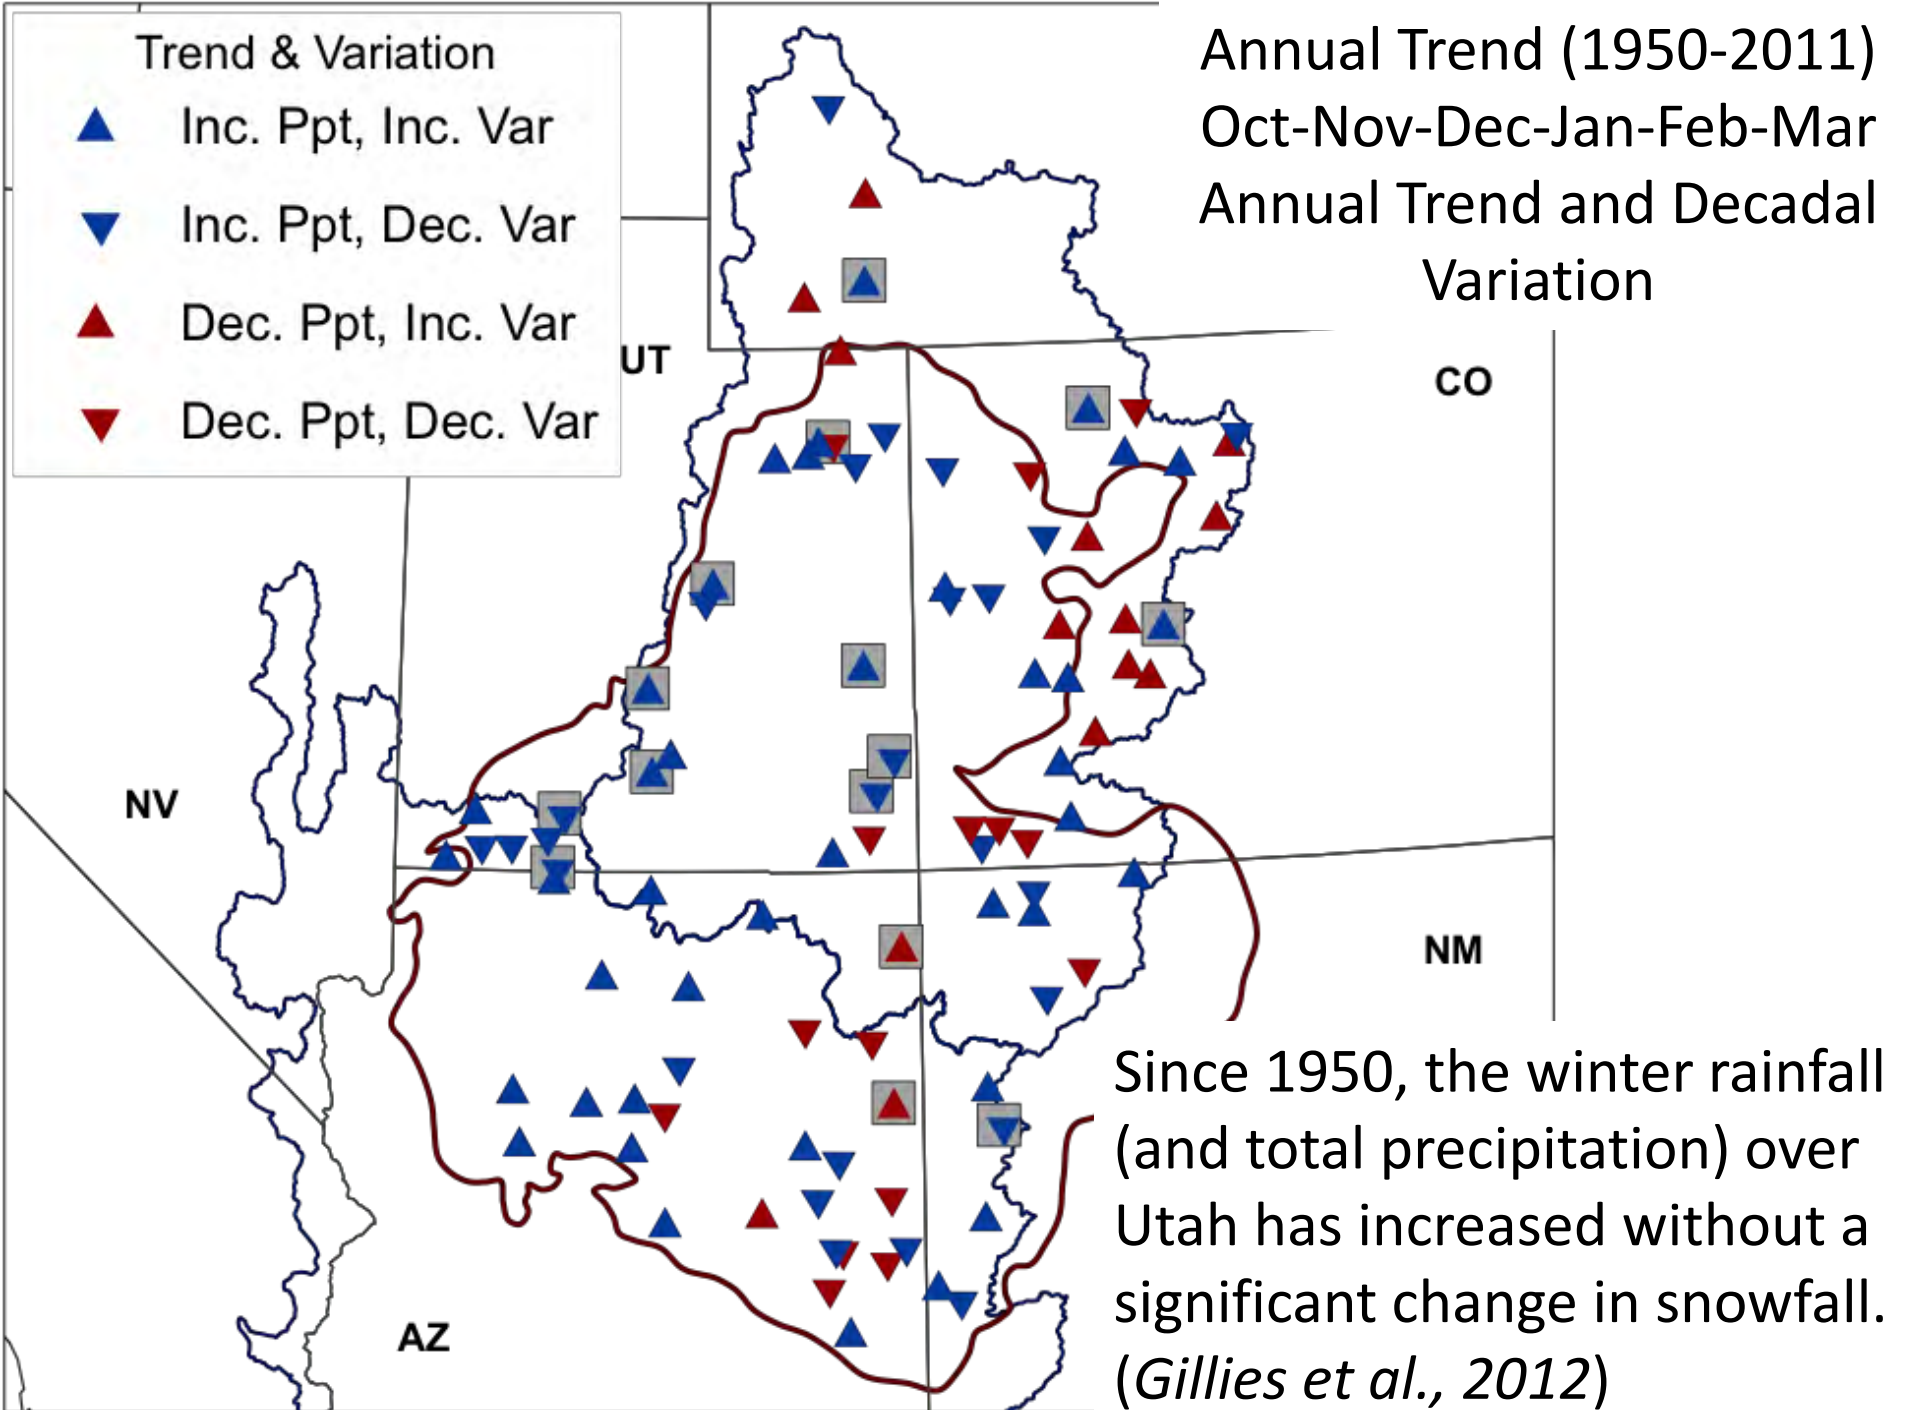 Trend & Variation
Inc. Ppt, Inc. Var
Inc. Ppt, Dec. Var
Dec. Ppt, Inc. Var
Dec. Ppt, Dec. Var
Annual Trend (1950-2011)
Oct-Nov-Dec-Jan-Feb-Mar
Annual Trend and Decadal
Variation
UT
CO
NV
NM
AZ
Since 1950, the winter rainfall
(and total precipitation) over
Utah has increased without a
significant change in snowfall.
(Gillies et al., 2012)